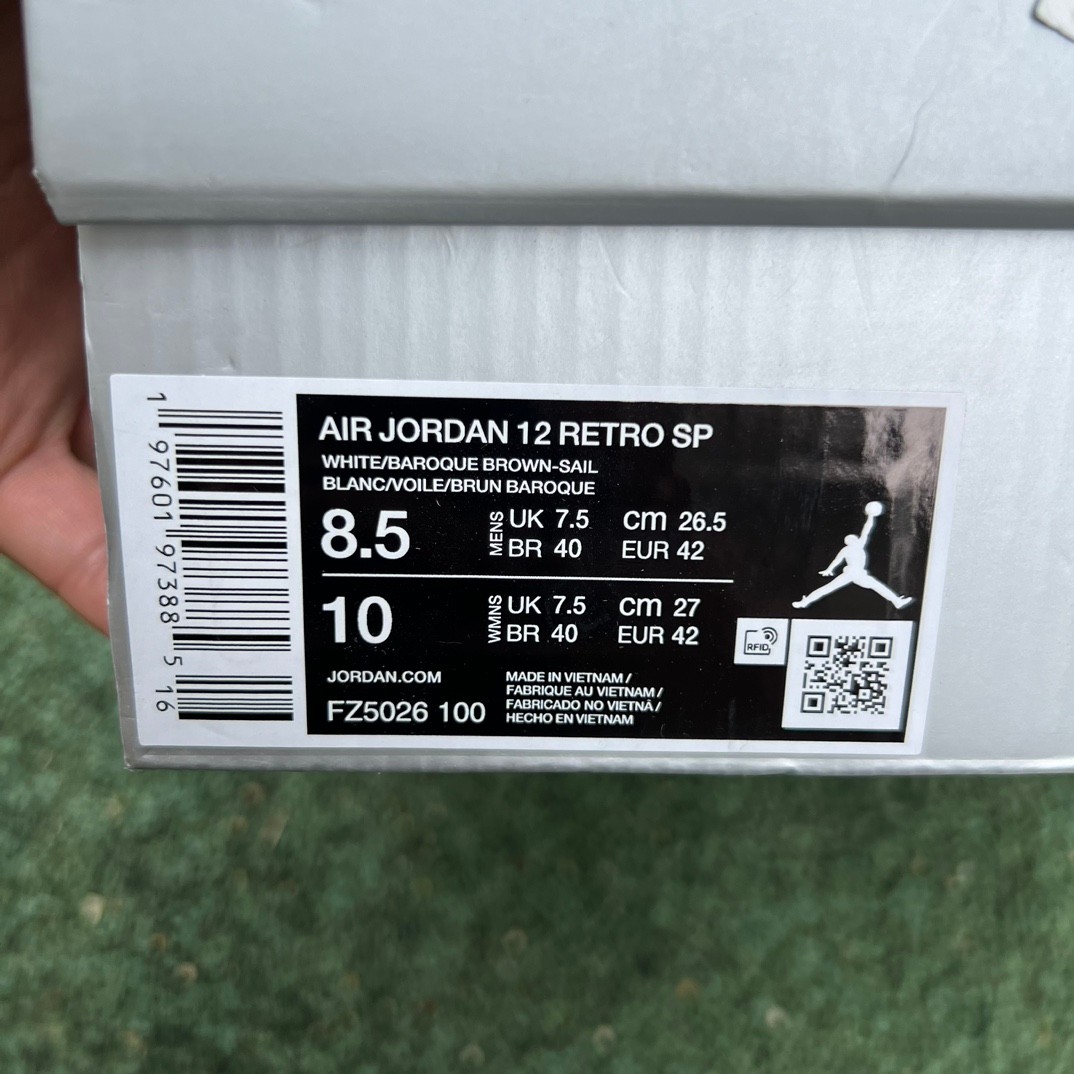 1 97601 97388 5 16
AIR JORDAN 12 RETRO SP
WHITE/BAROQUE BROWN-SAIL
BLANC/VOILE/BRUN BAROQUE
8.5 MENS UK 7.5 cm 26.5
BR 40 EUR 42
10 WMNS UK 7.5 cm 27
BR 40 EUR 42
RFID
JORDAN.COM
FZ5026 100
MADE IN VIETNAM /
FABRIQUE AU VIETNAM /
FABRICADO NO VIETNÃ /
HECHO EN VIETNAM